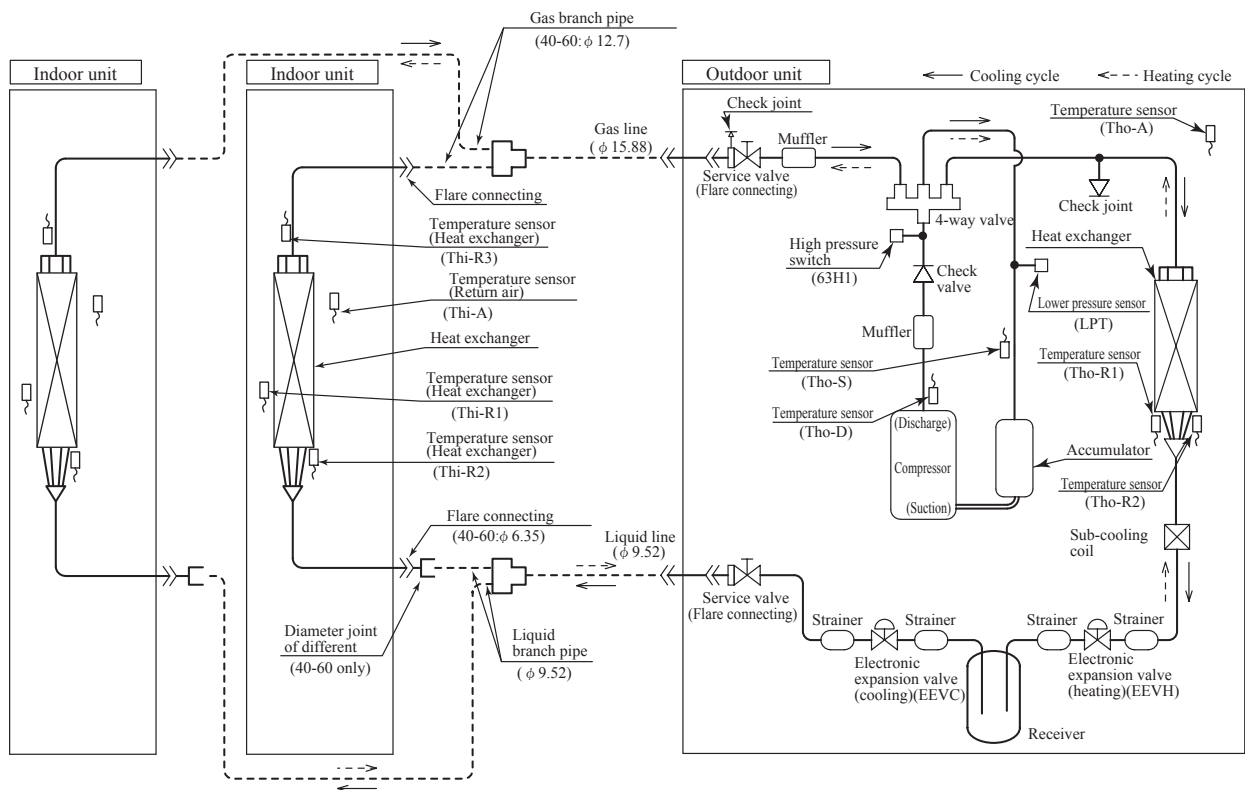 Gas branch pipe
(40-60: φ 12.7)
Indoor unit
Indoor unit
Outdoor unit
Cooling cycle
Heating cycle
Check joint
Temperature sensor
(Tho-A)
Gas line
(φ 15.88)
Muffler
Service valve
(Flare connecting)
4-way valve
Check joint
Flare connecting
Temperature sensor
(Heat exchanger)
(Thi-R3)
High pressure
switch
(63H1)
Check
valve
Heat exchanger
Temperature sensor
(Return air)
(Thi-A)
Lower pressure sensor
(LPT)
Muffler
Heat exchanger
Temperature sensor
(Tho-S)
Temperature sensor
(Tho-R1)
Temperature sensor
(Heat exchanger)
(Thi-R1)
Temperature sensor
(Tho-D)
(Discharge)
Compressor
(Suction)
Temperature sensor
(Heat exchanger)
(Thi-R2)
Accumulator
Temperature sensor
(Tho-R2)
Flare connecting
(40-60:φ 6.35)
Liquid line
(φ 9.52)
Sub-cooling
coil
Service valve
(Flare connecting)
Diameter joint
of different
(40-60 only)
Liquid
branch pipe
(φ 9.52)
Strainer
Strainer
Strainer
Strainer
Electronic
expansion valve
(cooling)(EEVC)
Electronic
expansion valve
(heating)(EEVH)
Receiver